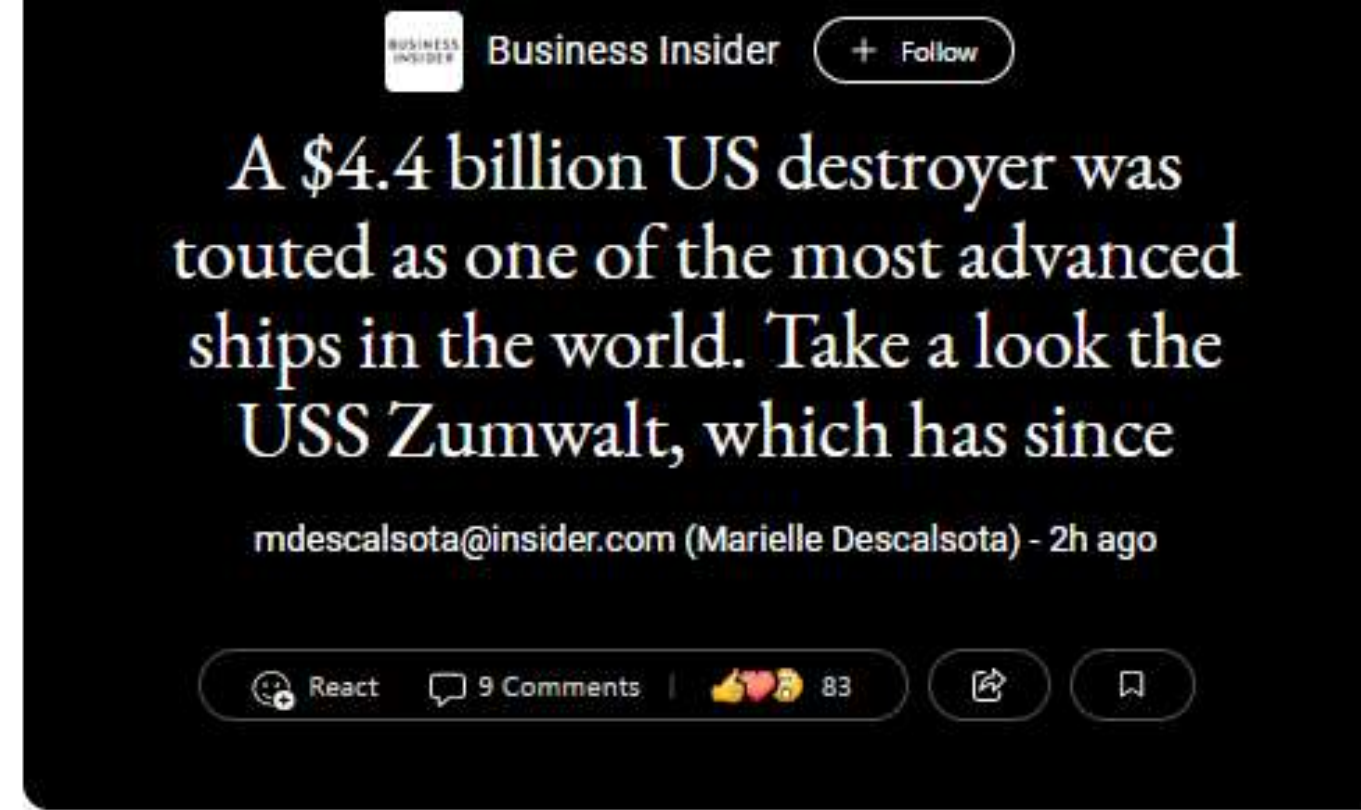 BUSINESS
INSIDER
Business Insider
+ Follow
A $4.4 billion US destroyer was
touted as one of the most advanced
ships in the world. Take a look the
USS Zumwalt, which has since
mdescalsota@insider.com (Marielle Descalsota) - 2h ago
React 9 Comments | 83